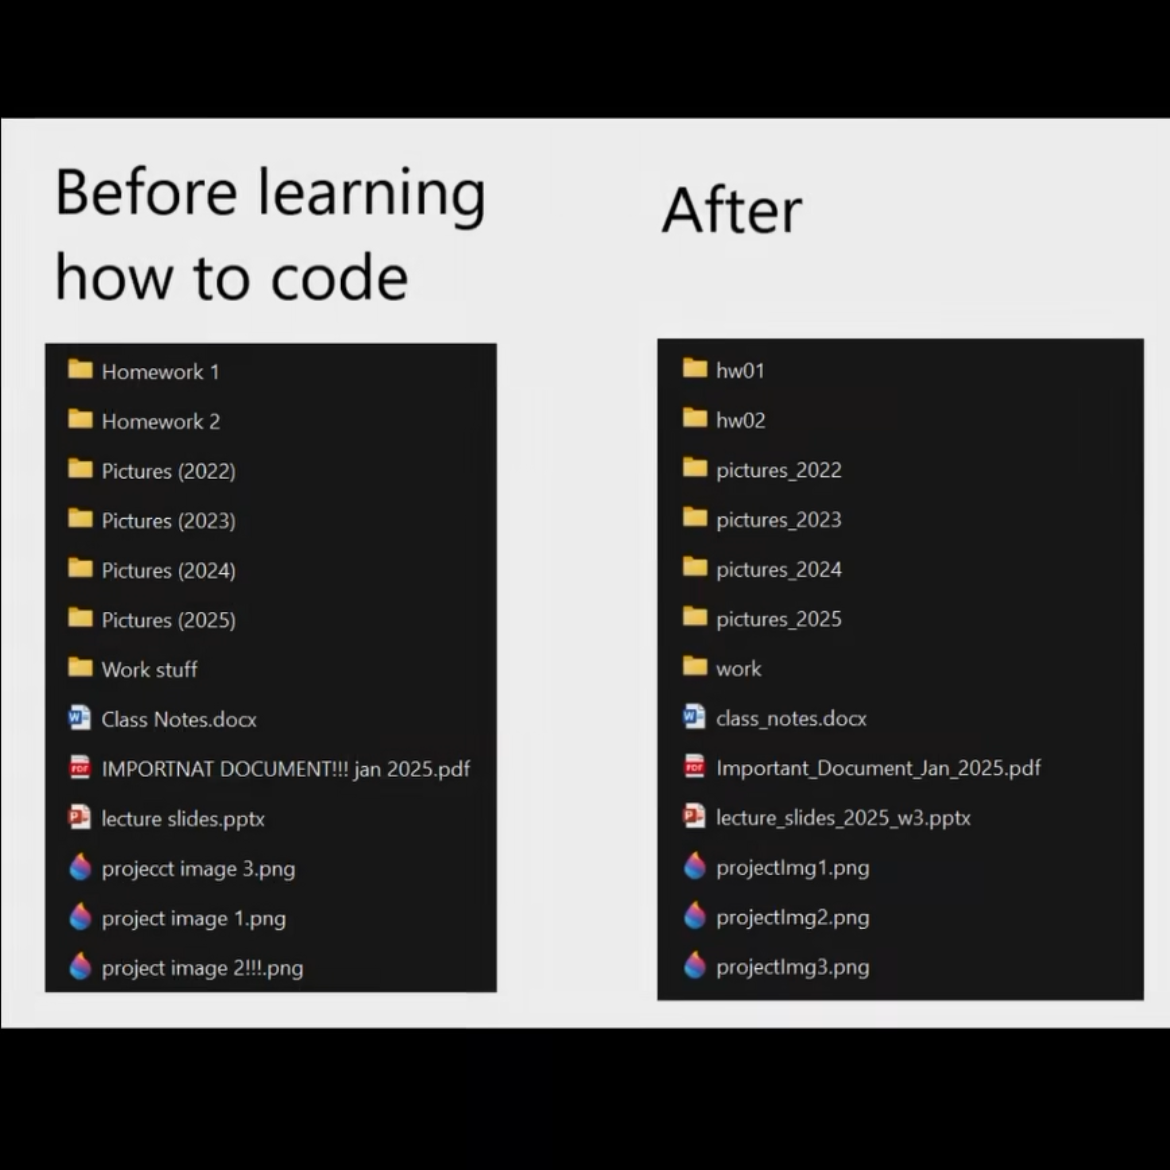 Before learning
how to code
Homework 1
Homework 2
Pictures (2022)
Pictures (2023)
Pictures (2024)
Pictures (2025)
Work stuff
Class Notes.docx
IMPORTNAT DOCUMENT!!! jan 2025.pdf
lecture slides.pptx
projecct image 3.png
project image 1.png
project image 2!!!.png
After
hw01
hw02
pictures_2022
pictures_2023
pictures_2024
pictures_2025
work
class_notes.docx
Important_Document_Jan_2025.pdf
lecture_slides_2025_w3.pptx
projectImg1.png
projectImg2.png
projectImg3.png